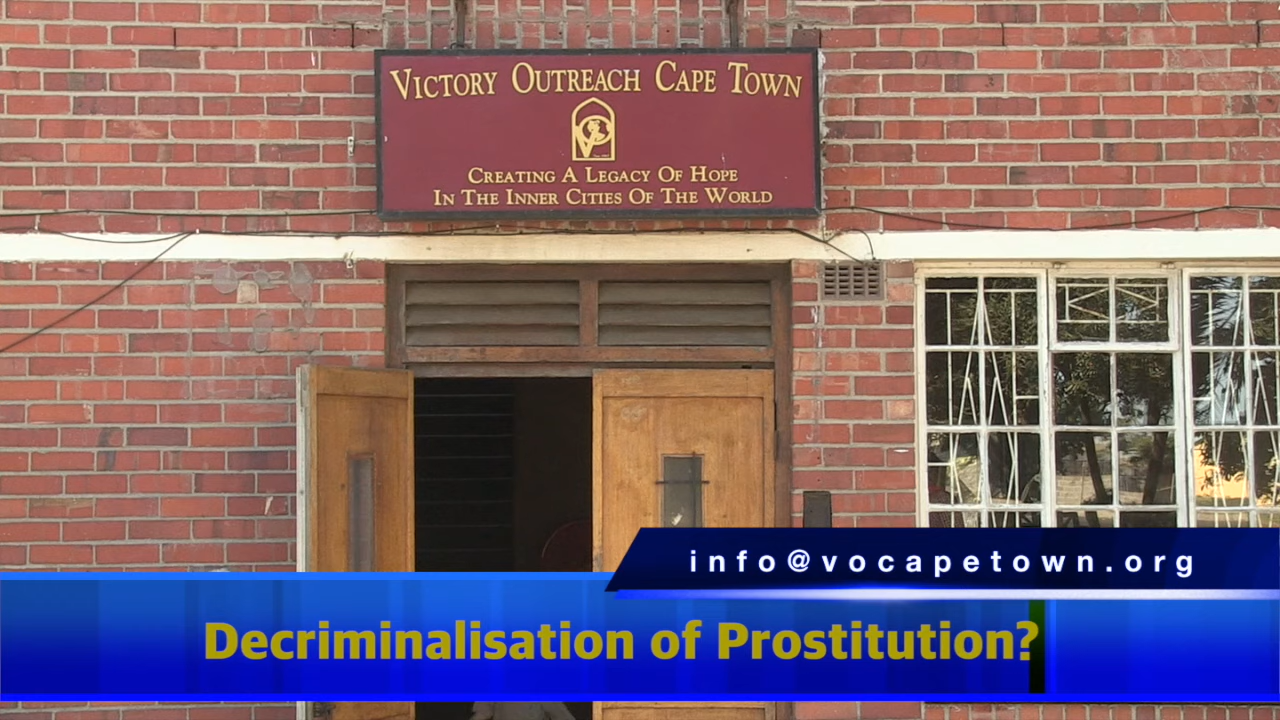 Victory Outreach Cape Town
Creating A Legacy Of Hope
In The Inner Cities Of The World
info@vocapetown.org
Decriminalisation of Prostitution?